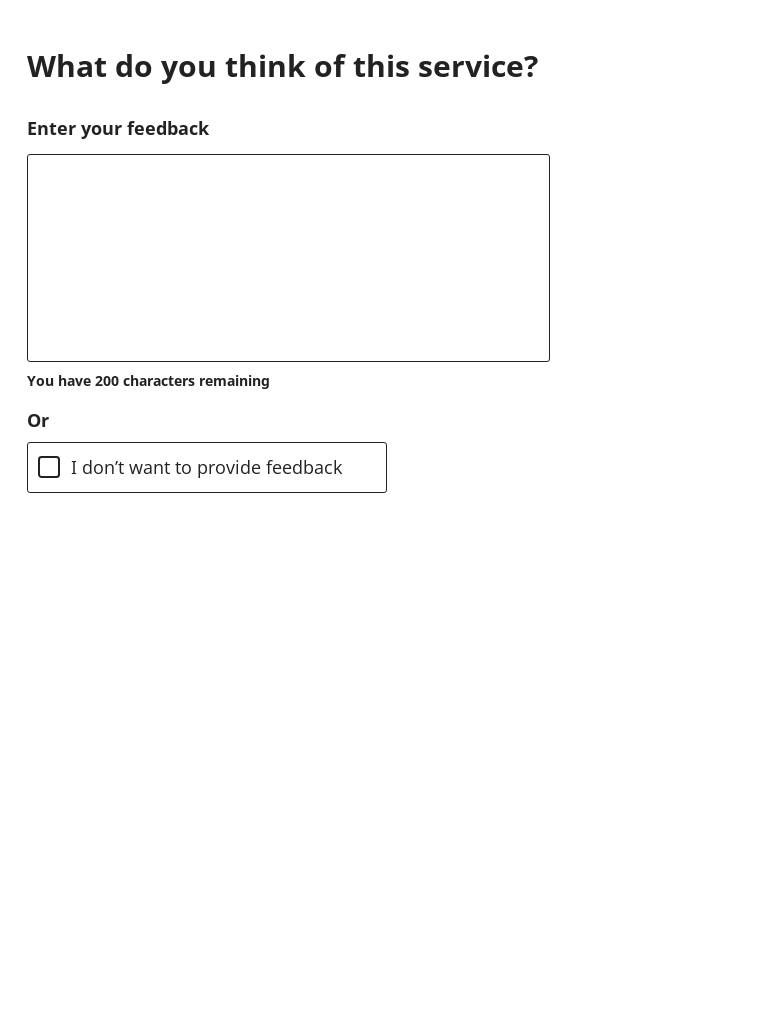 What do you think of this service?
Enter your feedback
You have 200 characters remaining
Or
I don’t want to provide feedback